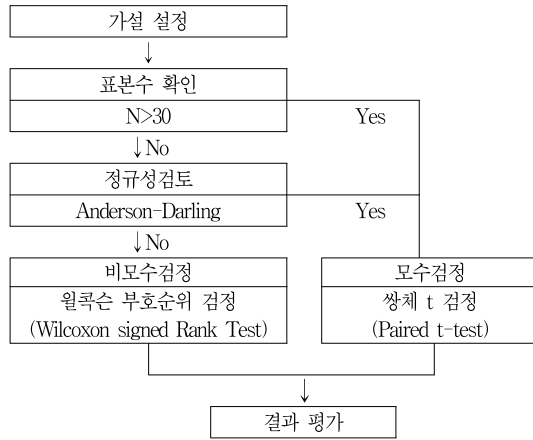 가설 설정
↓
표본수 확인
N>30 Yes
↓No
정규성검토
Anderson-Darling Yes
↓No
비모수검정 모수검정
윌콕슨 부호순위 검정 쌍체 t 검정
(Wilcoxon signed Rank Test) (Paired t-test)
↓
결과 평가